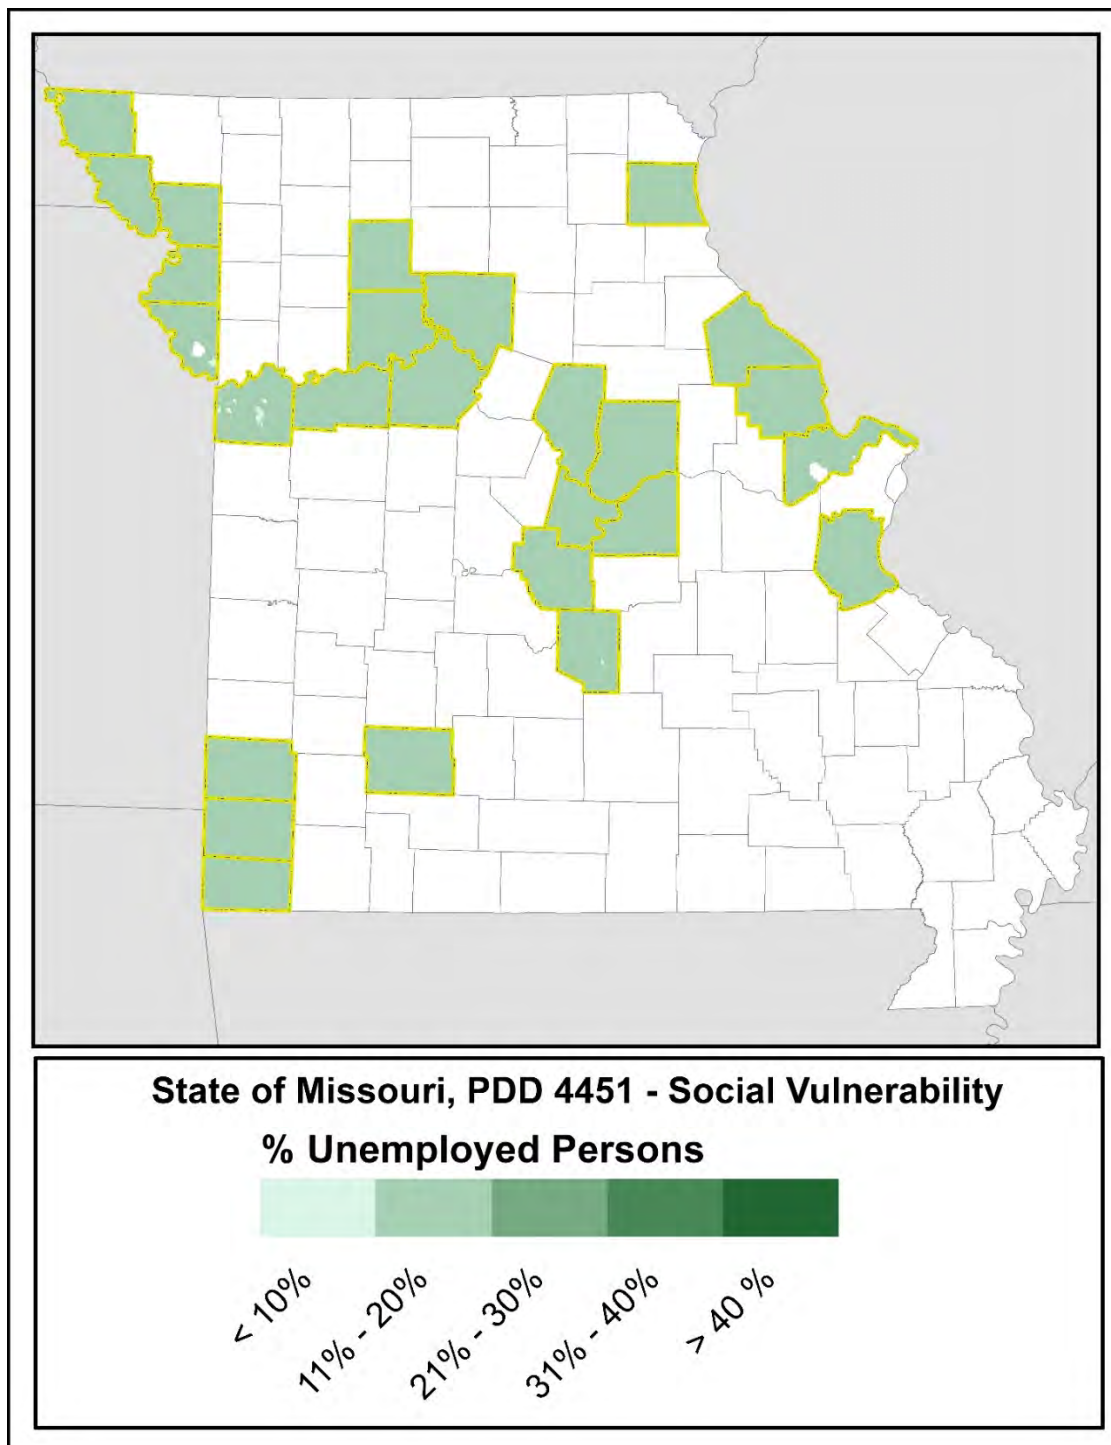 State of Missouri, PDD 4451 - Social Vulnerability
% Unemployed Persons
< 10%
11% - 20%
21% - 30%
31% - 40%
> 40 %